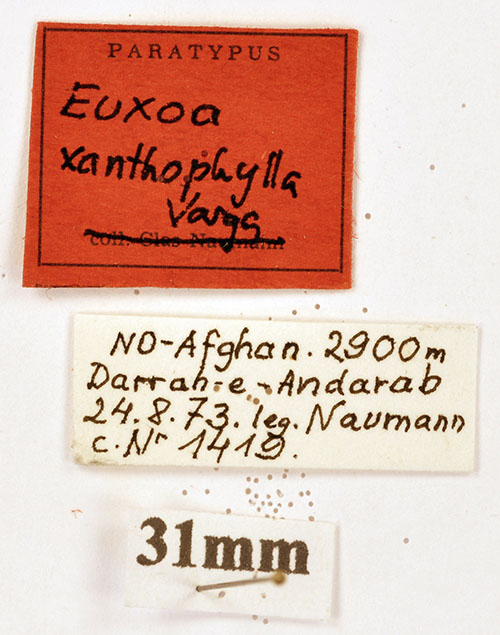 PARATYPUS
Euxoa
xanthophylla
Varga
coll. Clas Naumann
NO-Afghan. 2900m
Darrah-e-Andarab
24.8.73. leg. Naumann
c. Nr 1419.
31mm